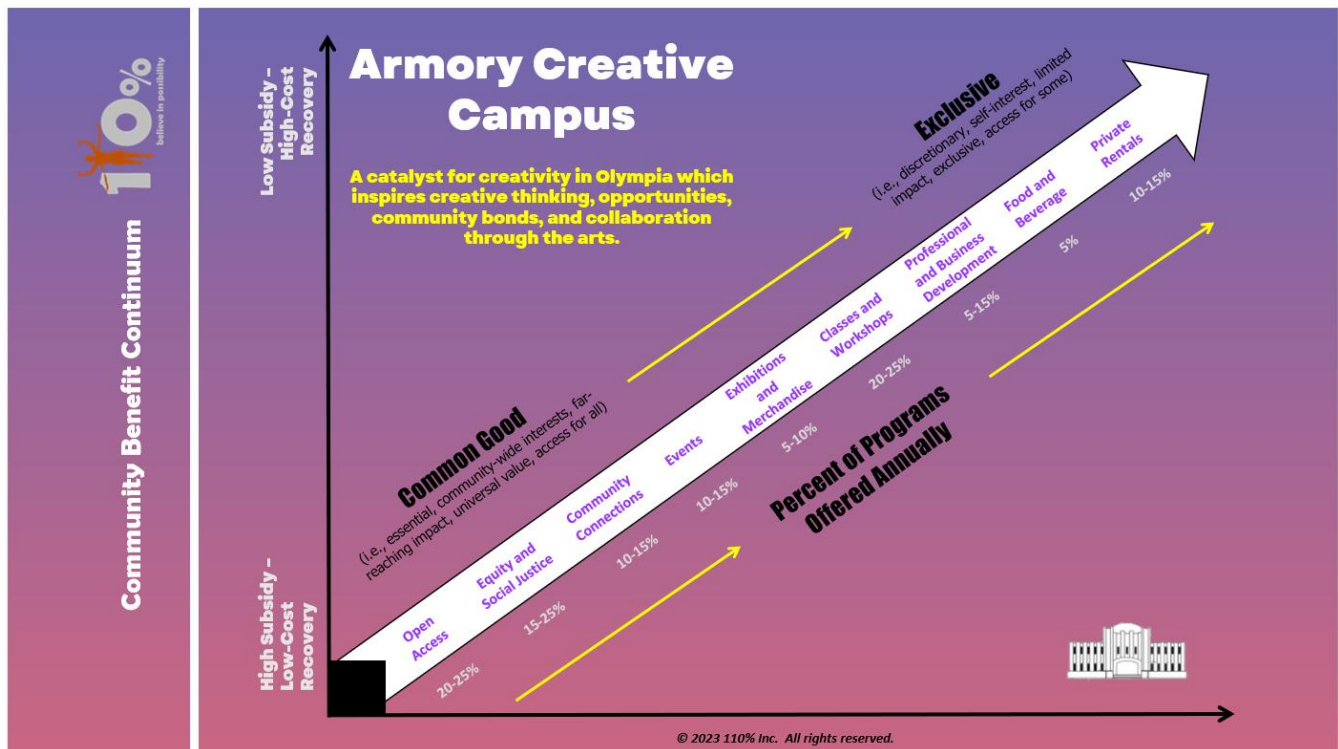 110%
believe in possibility
Community Benefit Continuum
Low Subsidy –
High-Cost
Recovery
High Subsidy –
Low-Cost
Recovery
Armory Creative
Campus
A catalyst for creativity in Olympia which
inspires creative thinking, opportunities,
community bonds, and collaboration
through the arts.
Exclusive
(i.e., discretionary, self-interest, limited
impact, exclusive, access for some)
Common Good
(i.e., essential, community-wide interests, far-
reaching impact, universal value, access for all)
Open
Access
Equity and
Social Justice
Community
Connections
Events
Exhibitions
and
Merchandise
Classes and
Workshops
Professional
and Business
Development
Food and
Beverage
Private
Rentals
20-25%
15-25%
10-15%
10-15%
5-10%
20-25%
5-15%
5%
10-15%
Percent of Programs
Offered Annually
© 2023 110% Inc. All rights reserved.